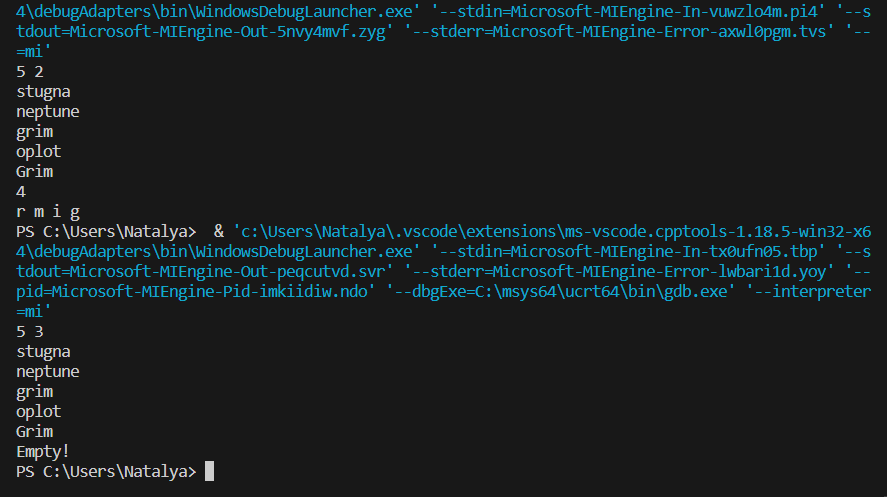 4\debugAdapters\bin\WindowsDebugLauncher.exe' '--stdin=Microsoft-MIEngine-In-vuwzlo4m.pi4' '--s
tdout=Microsoft-MIEngine-Out-5nvy4mvf.zyg' '--stderr=Microsoft-MIEngine-Error-axwl0pgm.tvs' '--
=mi'
5 2
stugna
neptune
grim
oplot
Grim
4
r m i g
PS C:\Users\Natalya>  & 'c:\Users\Natalya\.vscode\extensions\ms-vscode.cpptools-1.18.5-win32-x6
4\debugAdapters\bin\WindowsDebugLauncher.exe' '--stdin=Microsoft-MIEngine-In-tx0ufn05.tbp' '--s
tdout=Microsoft-MIEngine-Out-peqcutvd.svr' '--stderr=Microsoft-MIEngine-Error-lwbari1d.yoy' '--
pid=Microsoft-MIEngine-Pid-imkiidiw.ndo' '--dbgExe=C:\msys64\ucrt64\bin\gdb.exe' '--interpreter
=mi'
5 3
stugna
neptune
grim
oplot
Grim
Empty!
PS C:\Users\Natalya>